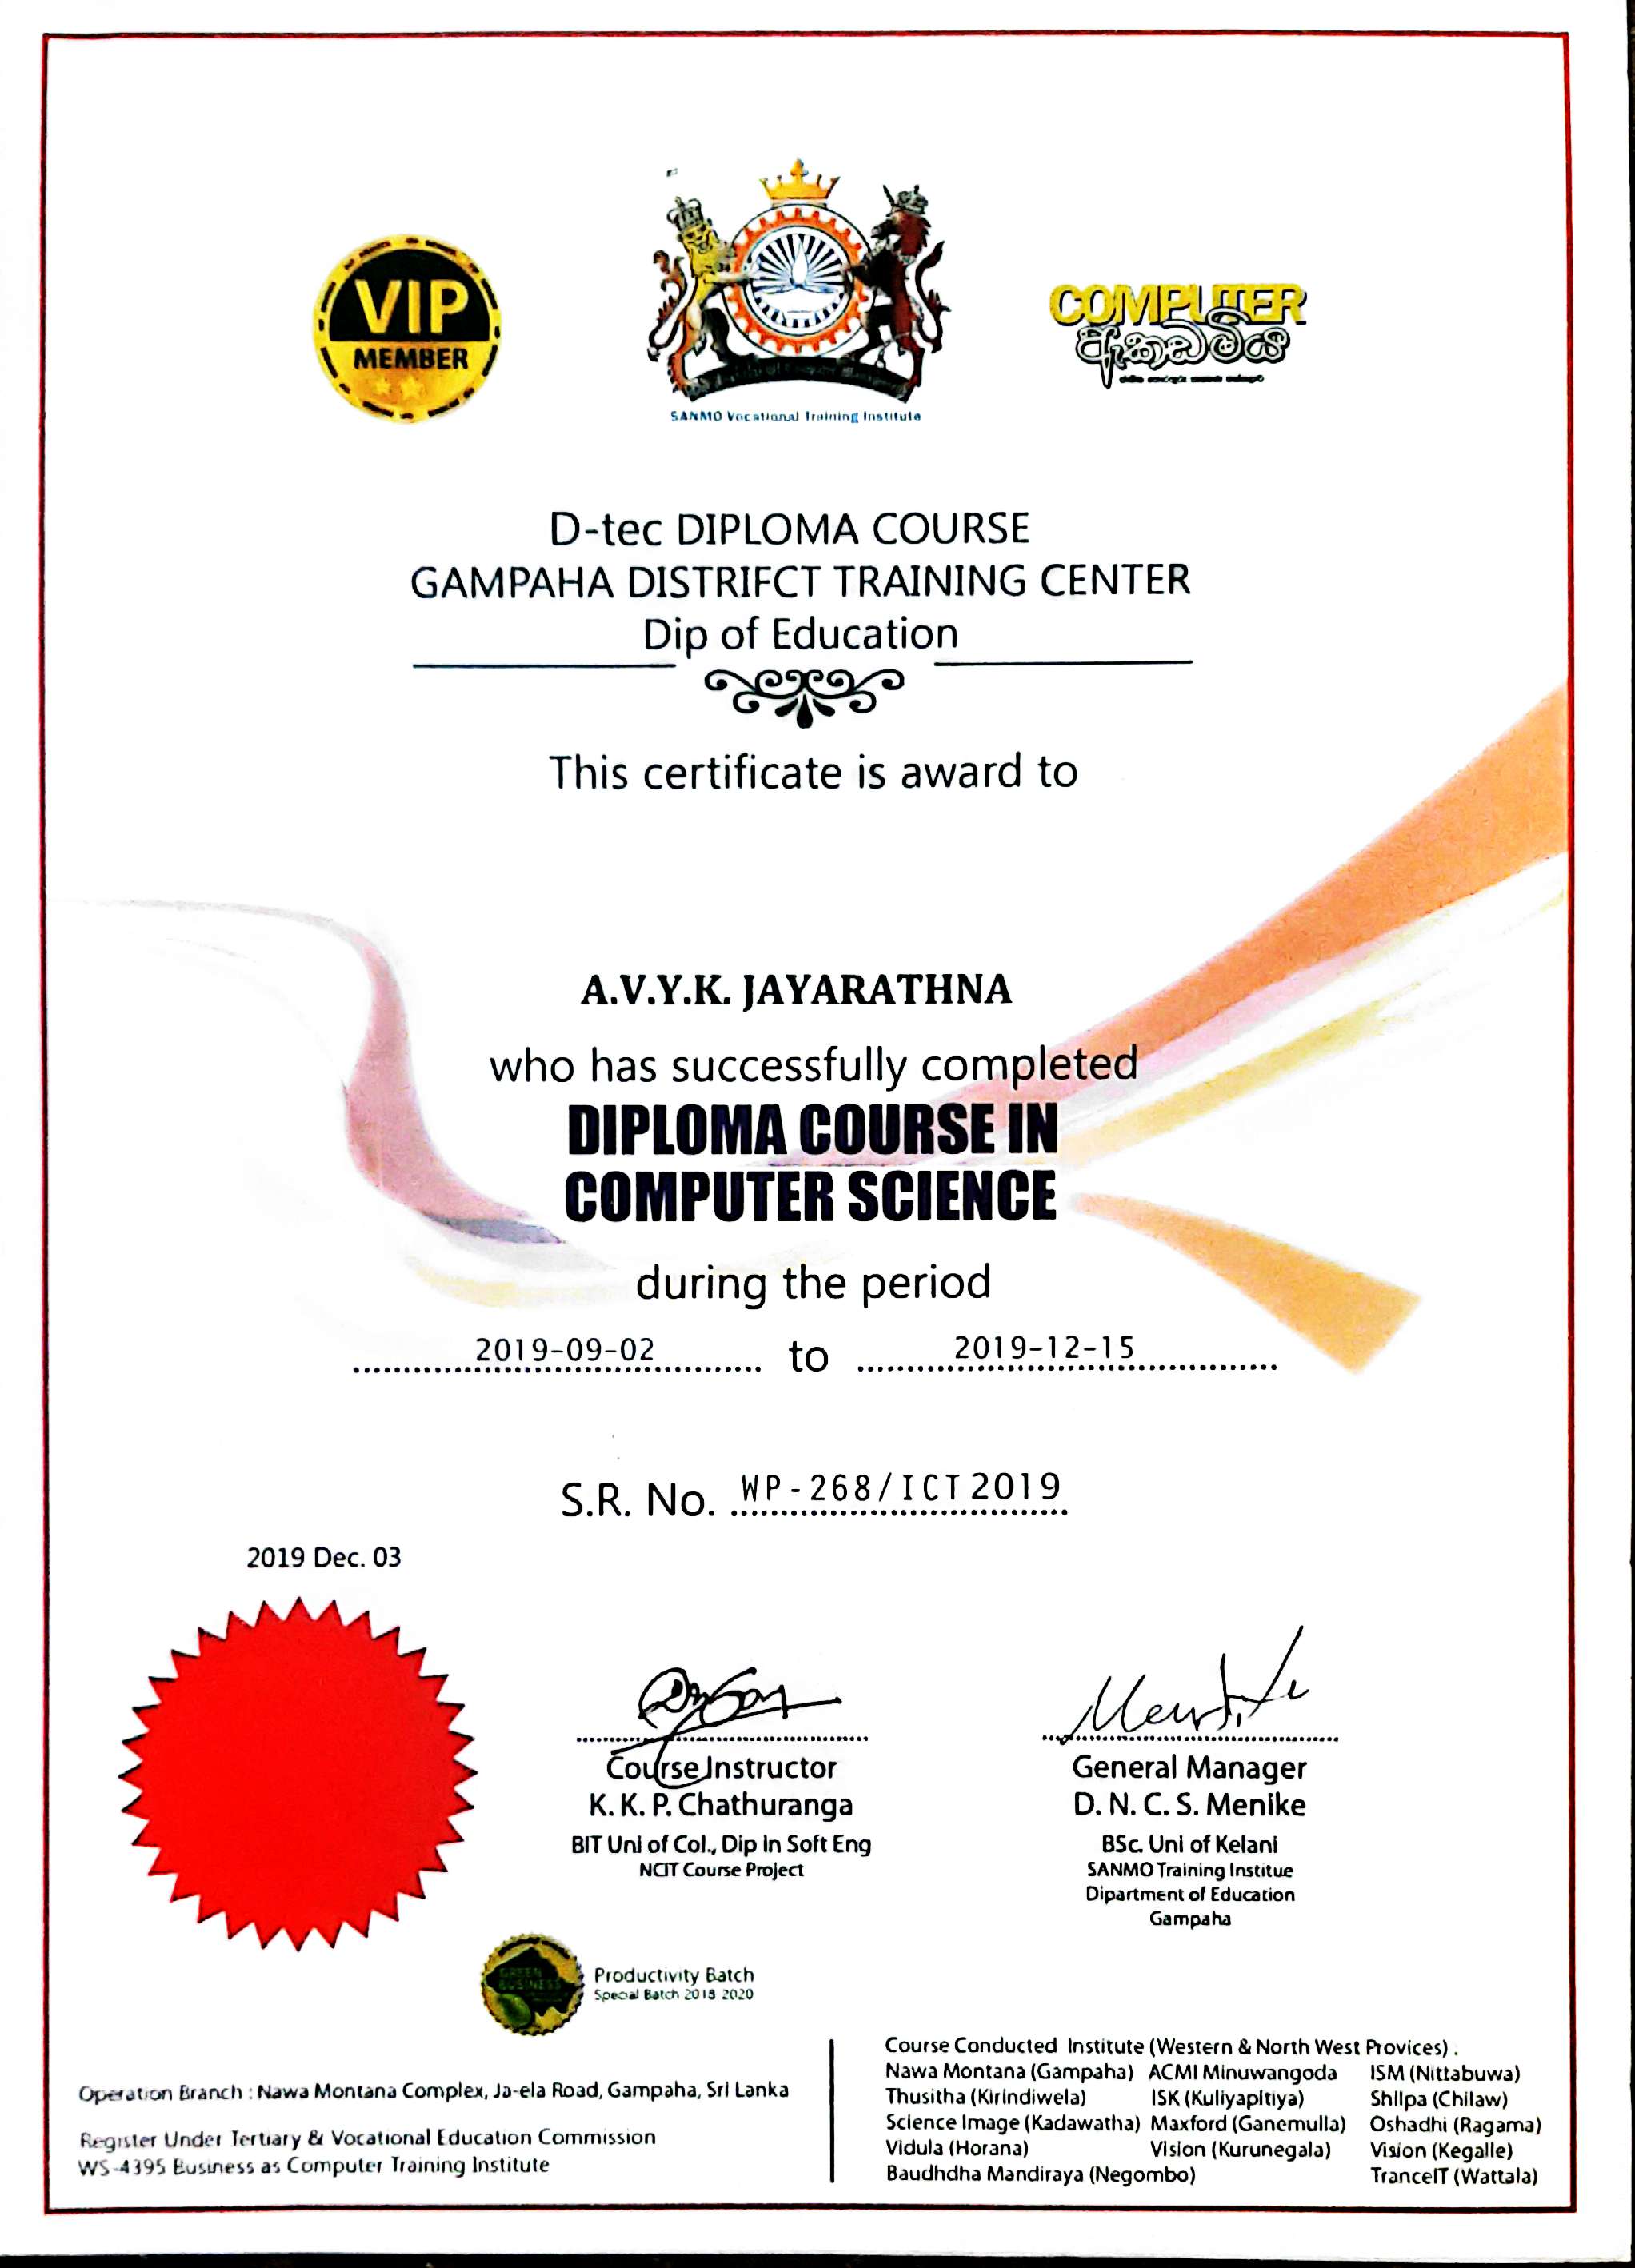 VIP
MEMBER
SANMO Vocational Training Institute
COMPUTER
ඇකඩමිය
D-tec DIPLOMA COURSE
GAMPAHA DISTRIFCT TRAINING CENTER
Dip of Education
This certificate is award to
A.V.Y.K. JAYARATHNA
who has successfully completed
DIPLOMA COURSE IN
COMPUTER SCIENCE
during the period
2019-09-02 to 2019-12-15
S.R. No. WP-268/ICT2019
2019 Dec. 03
Course Instructor
K. K. P. Chathuranga
BIT Uni of Col., Dip in Soft Eng
NCIT Course Project
General Manager
D. N. C. S. Menike
BSc. Uni of Kelani
SANMO Training Institue
Dipartment of Education
Gampaha
GREEN
BUSINESS
Productivity Batch
Special Batch 2018 2020
Operation Branch : Nawa Montana Complex, Ja-ela Road, Gampaha, Sri Lanka
Register Under Tertiary & Vocational Education Commission
WS-4395 Business as Computer Training Institute
Course Conducted Institute (Western & North West Provices) .
Nawa Montana (Gampaha) ACMI Minuwangoda ISM (Nittabuwa)
Thusitha (Kirindiwela) ISK (Kuliyapitiya) Shilpa (Chilaw)
Science Image (Kadawatha) Maxford (Ganemulla) Oshadhi (Ragama)
Vidula (Horana) Vision (Kurunegala) Vision (Kegalle)
Baudhdha Mandiraya (Negombo) TranceIT (Wattala)